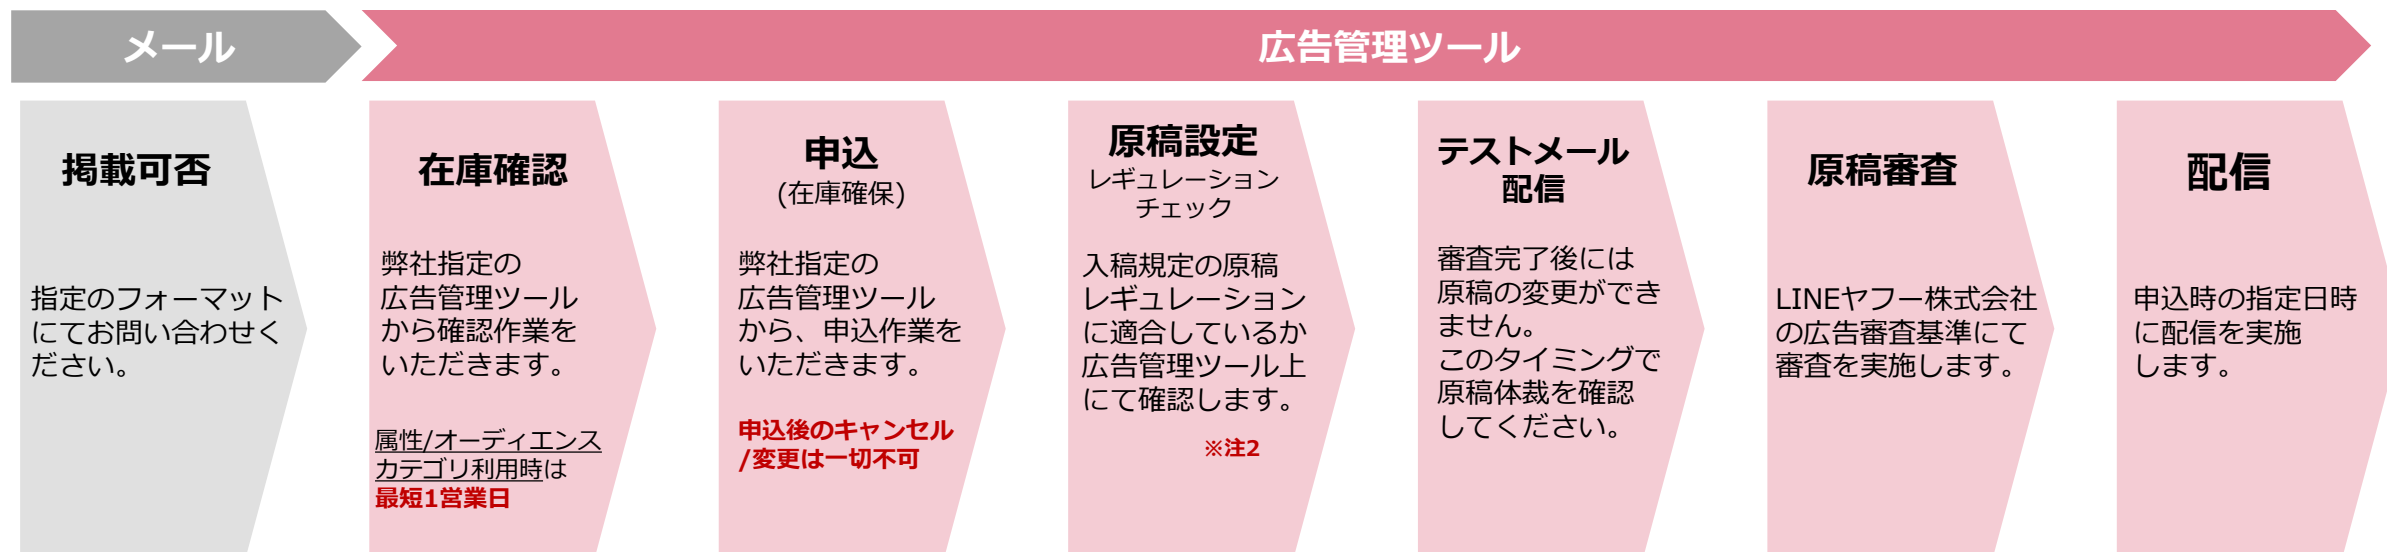 メール
広告管理ツール
掲載可否
指定のフォーマット
にてお問い合わせく
ださい。
在庫確認
弊社指定の
広告管理ツール
から確認作業を
いただきます。
属性/オーディエンス
カテゴリ利用時は
最短1営業日
申込
(在庫確保)
弊社指定の
広告管理ツール
から、申込作業を
いただきます。
申込後のキャンセル
/変更は一切不可
原稿設定
レギュレーション
チェック
入稿規定の原稿
レギュレーション
に適合しているか
広告管理ツール上
にて確認します。
※注2
テストメール
配信
審査完了後には
原稿の変更ができ
ません。
このタイミングで
原稿体裁を確認
してください。
原稿審査
LINEヤフー株式会社
の広告審査基準にて
審査を実施します。
配信
申込時の指定日時
に配信を実施
します。